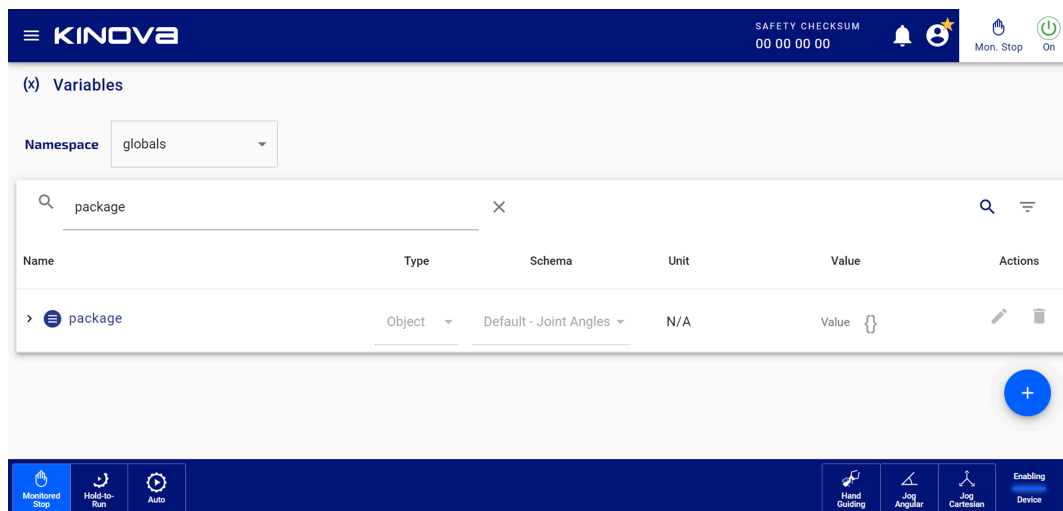 KINOVA
SAFETY CHECKSUM
00 00 00 00
Mon. Stop
On
(x) Variables
Namespace
globals
package
Name Type Schema Unit Value Actions
package Object Default - Joint Angles N/A Value {}
Monitored Stop
Hold-to-Run
Auto
Hand Guiding
Jog Angular
Jog Cartesian
Enabling Device